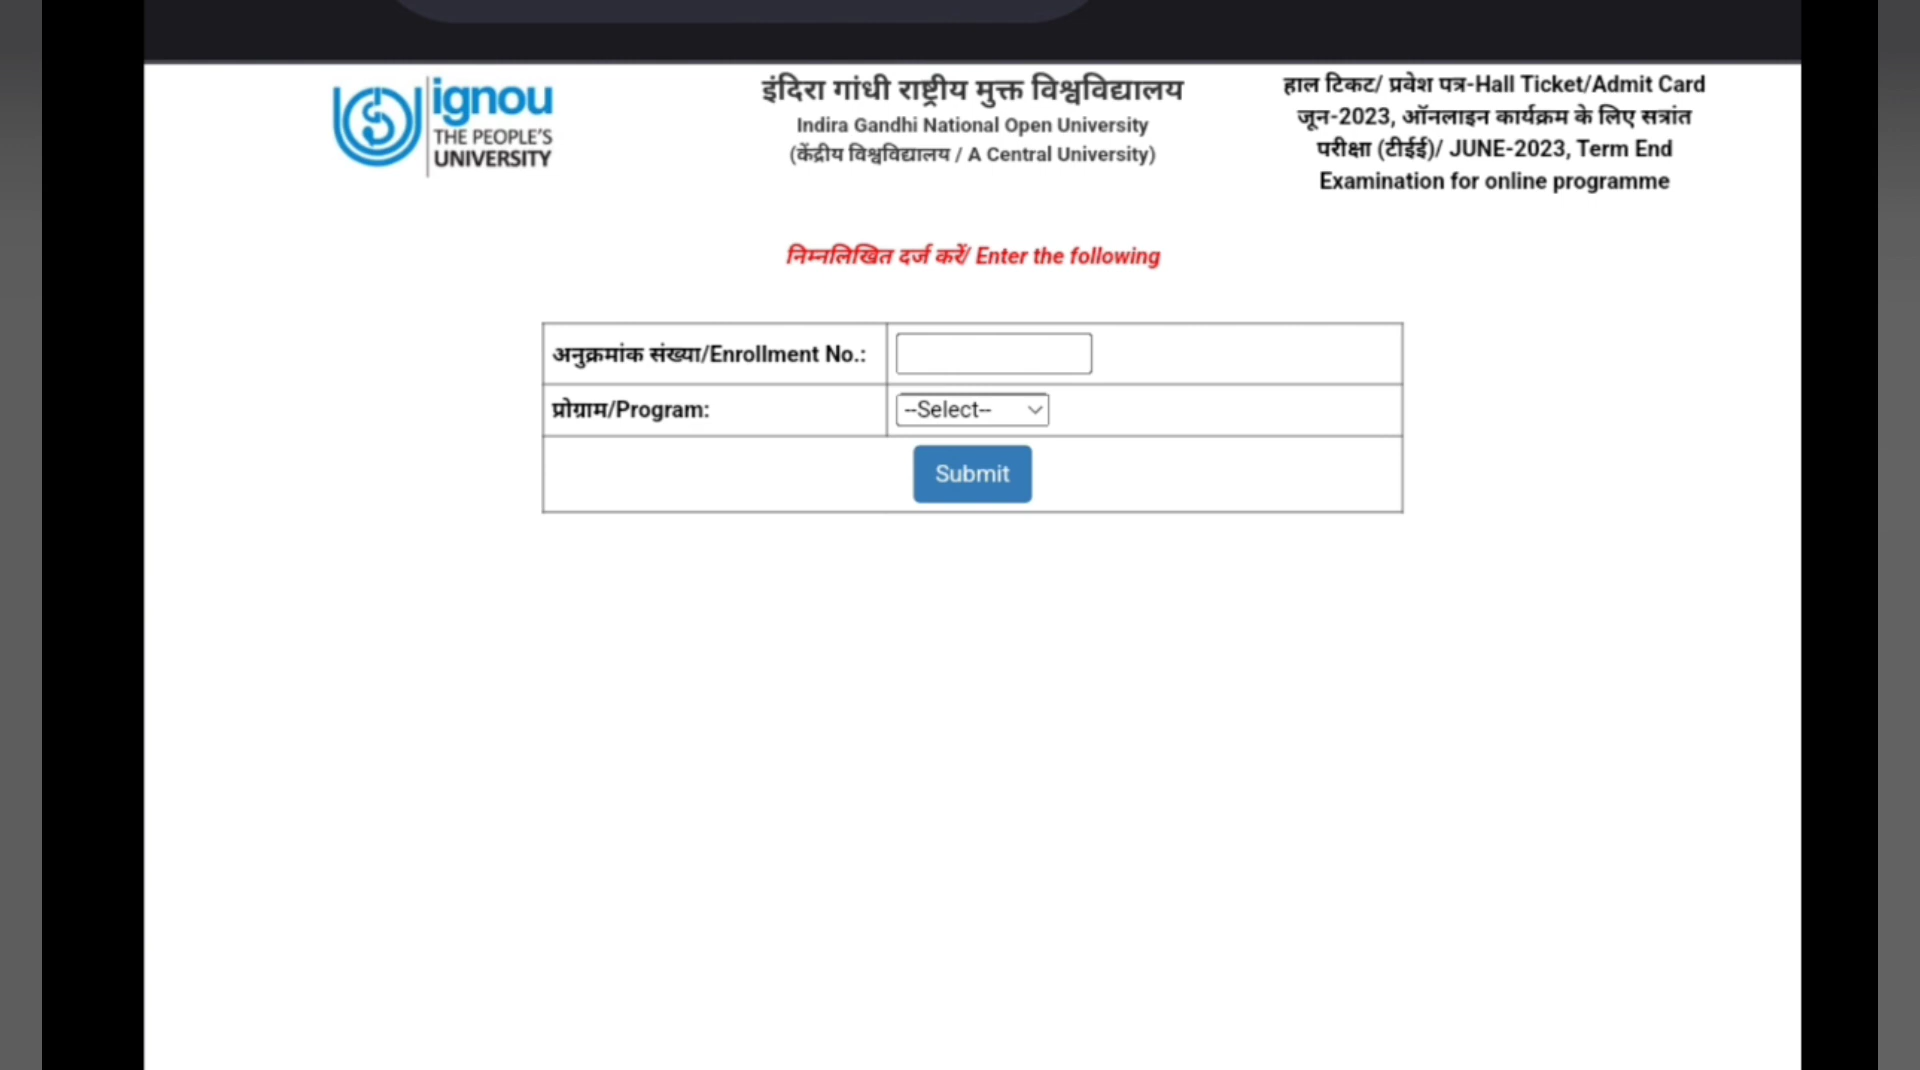 ignou
THE PEOPLE'S
UNIVERSITY
इंदिरा गांधी राष्ट्रीय मुक्त विश्वविद्यालय
Indira Gandhi National Open University
(केंद्रीय विश्वविद्यालय / A Central University)
हाल टिकट/ प्रवेश पत्र-Hall Ticket/Admit Card
जून-2023, ऑनलाइन कार्यक्रम के लिए सत्रांत
परीक्षा (टीईई)/ JUNE-2023, Term End
Examination for online programme
निम्नलिखित दर्ज करें/ Enter the following
अनुक्रमांक संख्या/Enrollment No.:
प्रोग्राम/Program:
--Select--
Submit